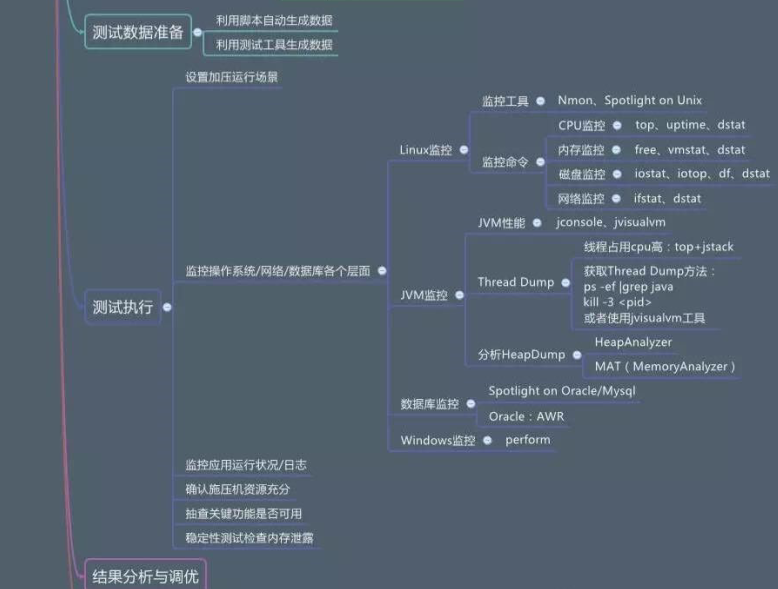 测试数据准备
利用脚本自动生成数据
利用测试工具生成数据
测试执行
设置加压运行场景
监控操作系统/网络/数据库各个层面
Linux监控
监控工具
Nmon、Spotlight on Unix
监控命令
CPU监控
top、uptime、dstat
内存监控
free、vmstat、dstat
磁盘监控
iostat、iotop、df、dstat
网络监控
ifstat、dstat
JVM监控
JVM性能
jconsole、jvisualvm
Thread Dump
线程占用cpu高：top+jstack
获取Thread Dump方法：
ps -ef |grep java
kill -3 <pid>
或者使用jvisualvm工具
分析HeapDump
HeapAnalyzer
MAT（MemoryAnalyzer）
数据库监控
Spotlight on Oracle/Mysql
Oracle：AWR
Windows监控
perform
监控应用运行状况/日志
确认施压机资源充分
抽查关键功能是否可用
稳定性测试检查内存泄露
结果分析与调优